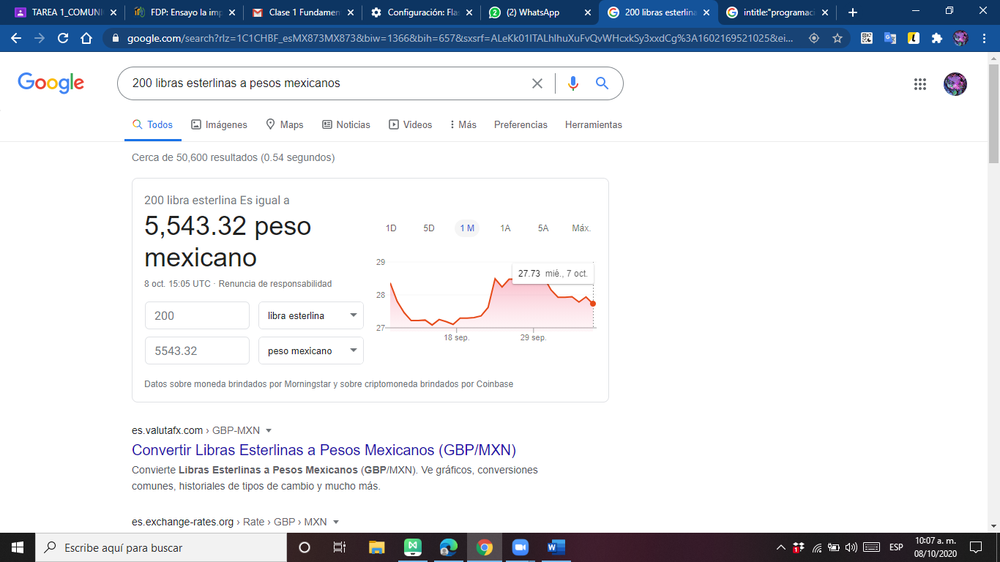 TAREA 1_COMUNI
FDP: Ensayo la imp
Clase 1 Fundamen
Configuración: Fla
(2) WhatsApp
200 libras esterlina
intitle:"programaci
google.com/search?rlz=1C1CHBF_esMX873MX873&biw=1366&bih=657&sxsrf=ALeKk01ITALhIhuXuFvQvWHcxkSy3xxdCg%3A1602169521025&ei...
Google
200 libras esterlinas a pesos mexicanos
Todos Imágenes Maps Noticias Videos Más Preferencias Herramientas
Cerca de 50,600 resultados (0.54 segundos)
200 libra esterlina Es igual a
5,543.32 peso
mexicano
8 oct. 15:05 UTC · Renuncia de responsabilidad
200 libra esterlina
5543.32 peso mexicano
1D 5D 1 M 1A 5A Máx.
29
27.73 mié., 7 oct.
28
27
18 sep. 29 sep.
Datos sobre moneda brindados por Morningstar y sobre criptomoneda brindados por Coinbase
es.valutafx.com › GBP-MXN
Convertir Libras Esterlinas a Pesos Mexicanos (GBP/MXN)
Convierte Libras Esterlinas a Pesos Mexicanos (GBP/MXN). Ve gráficos, conversiones
comunes, historiales de tipos de cambio y mucho más.
es.exchange-rates.org › Rate › GBP › MXN
Escribe aquí para buscar
ESP
10:07 a. m.
08/10/2020